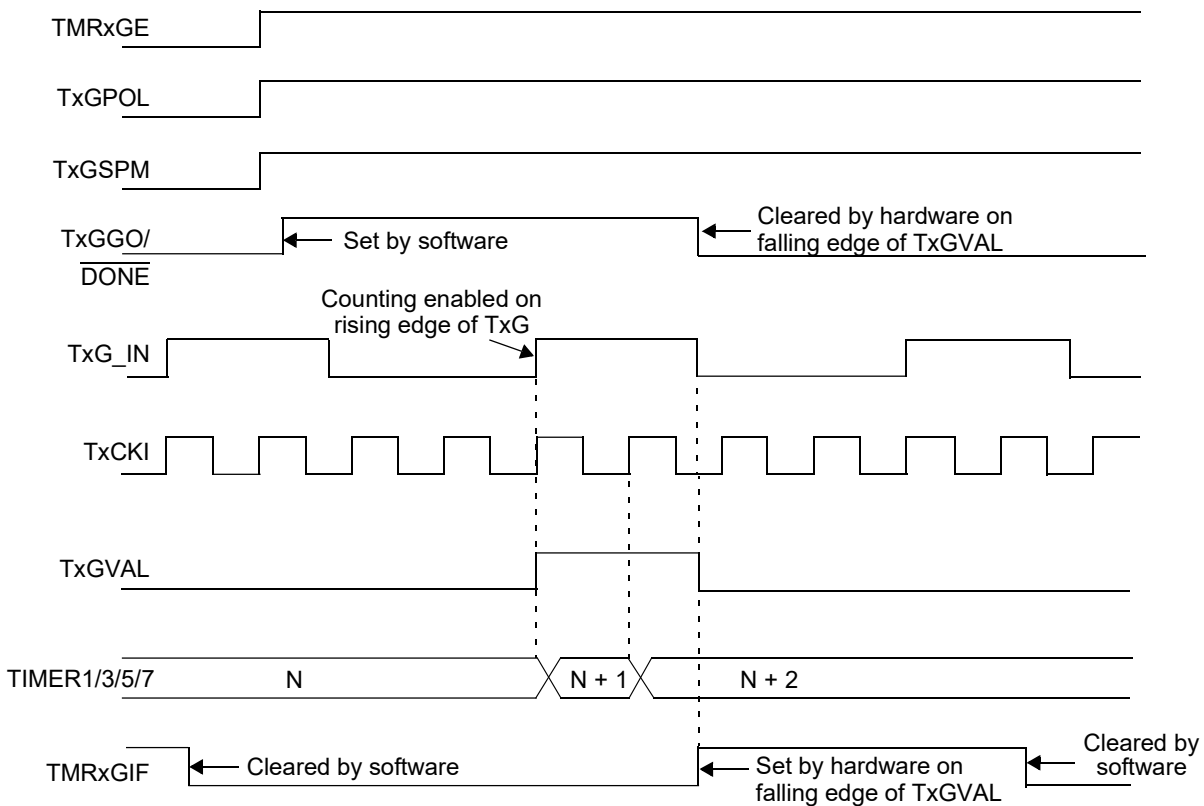 TMRxGE
TxGPOL
TxGSPM
TxGGO/
DONE
Set by software
Cleared by hardware on
falling edge of TxGVAL
Counting enabled on
rising edge of TxG
TxG_IN
TxCKI
TxGVAL
TIMER1/3/5/7
N
N + 1
N + 2
TMRxGIF
Cleared by software
Set by hardware on
falling edge of TxGVAL
Cleared by
software